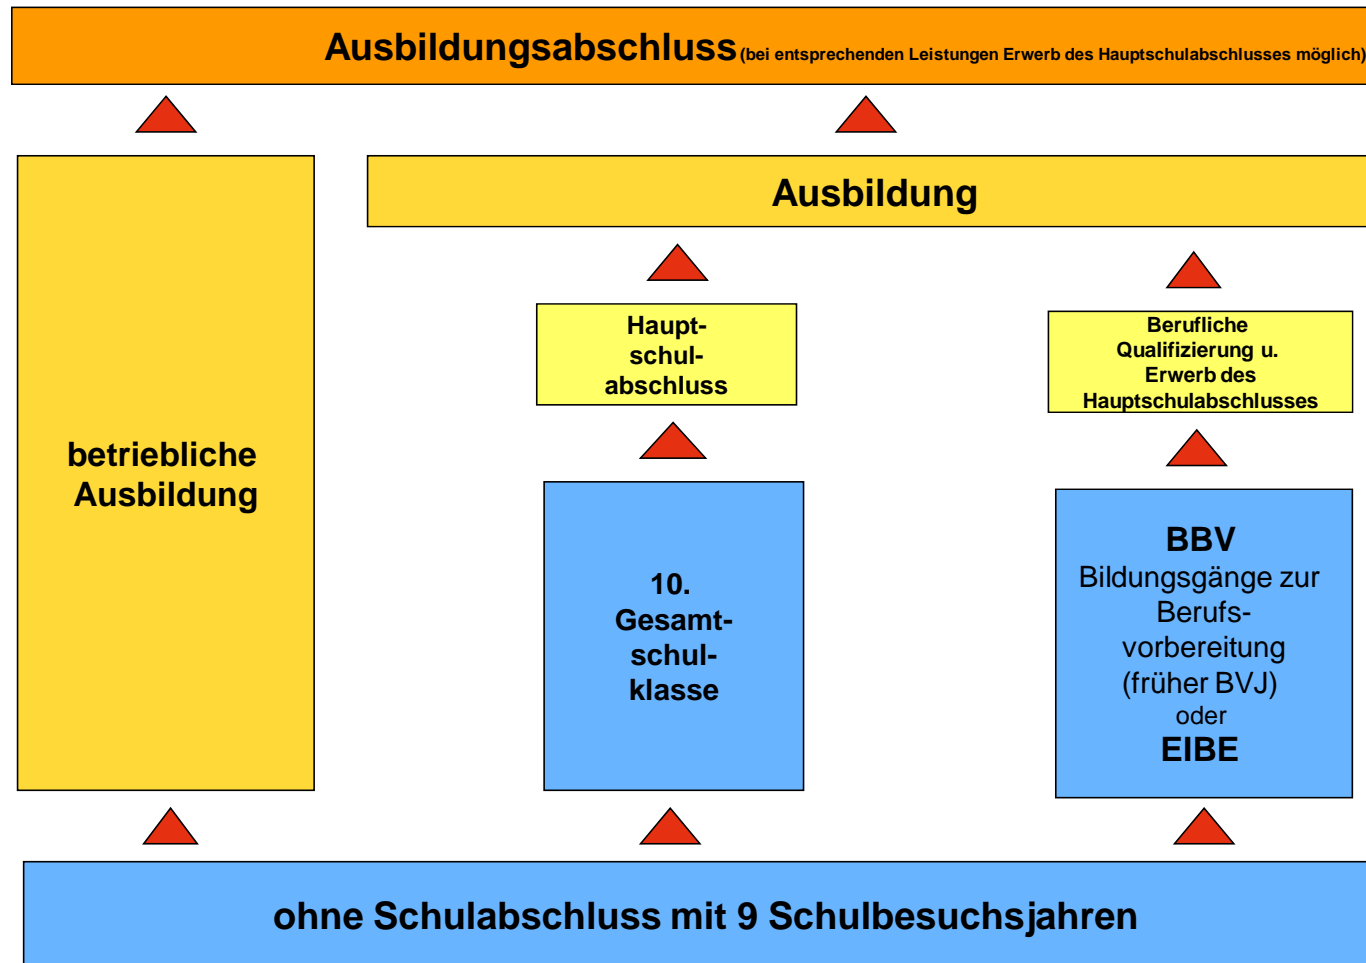 Ausbildungsabschluss (bei entsprechenden Leistungen Erwerb des Hauptschulabschlusses möglich)
Ausbildung
Haupt-
schul-
abschluss
Berufliche
Qualifizierung u.
Erwerb des
Hauptschulabschlusses
betriebliche
Ausbildung
10.
Gesamt-
schul-
klasse
BBV
Bildungsgänge zur
Berufs-
vorbereitung
(früher BVJ)
oder
EIBE
ohne Schulabschluss mit 9 Schulbesuchsjahren